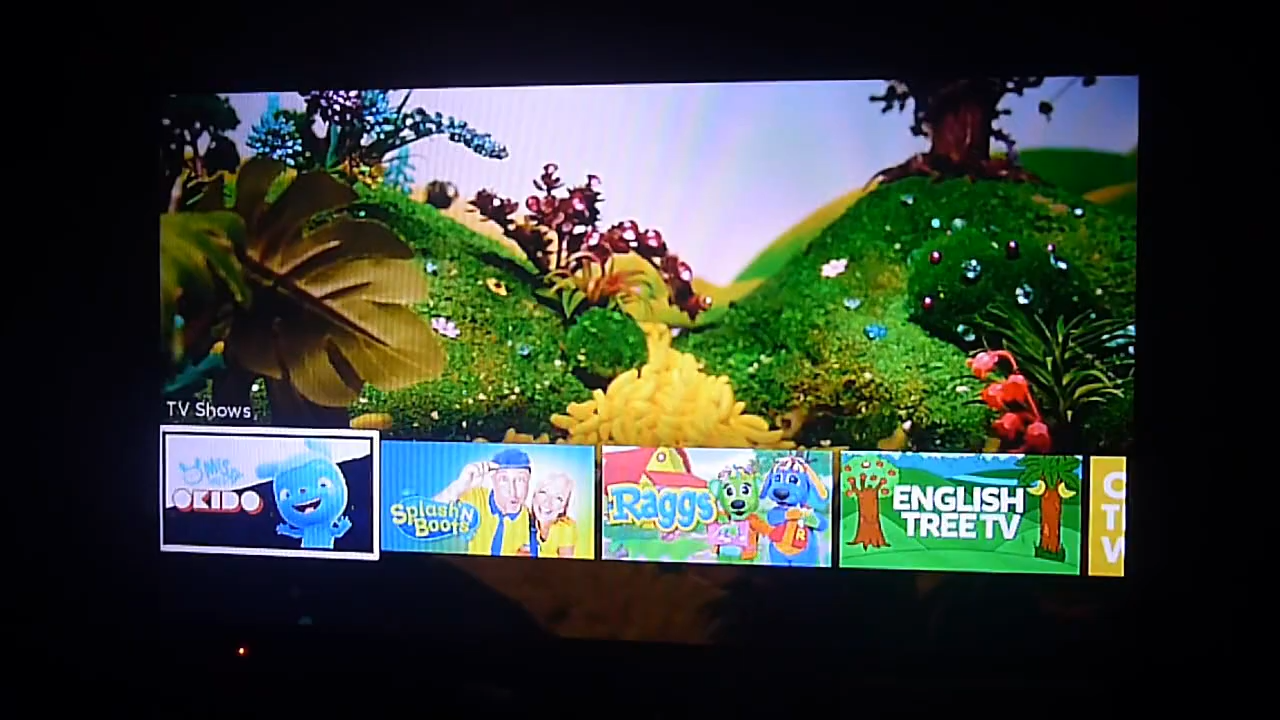 TV Shows
OKIDO
Splash'N
Boots
Raggs
R
ENGLISH
TREE TV